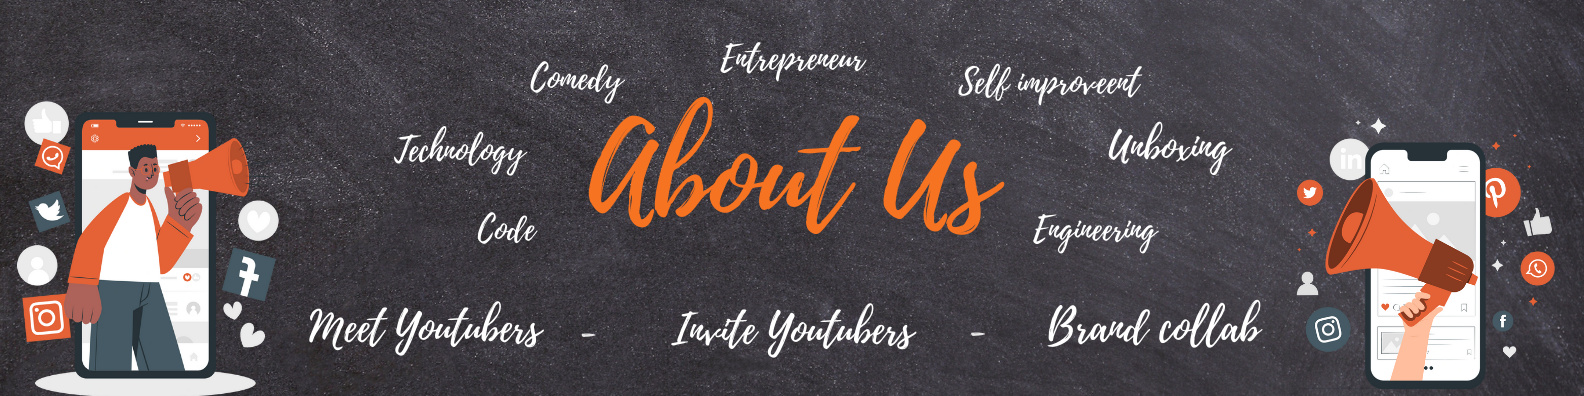 Entrepreneur
Comedy
Self improveent
Technology
About Us
Unboxing
Code
Engineering
Meet Youtubers - Invite Youtubers - Brand collab